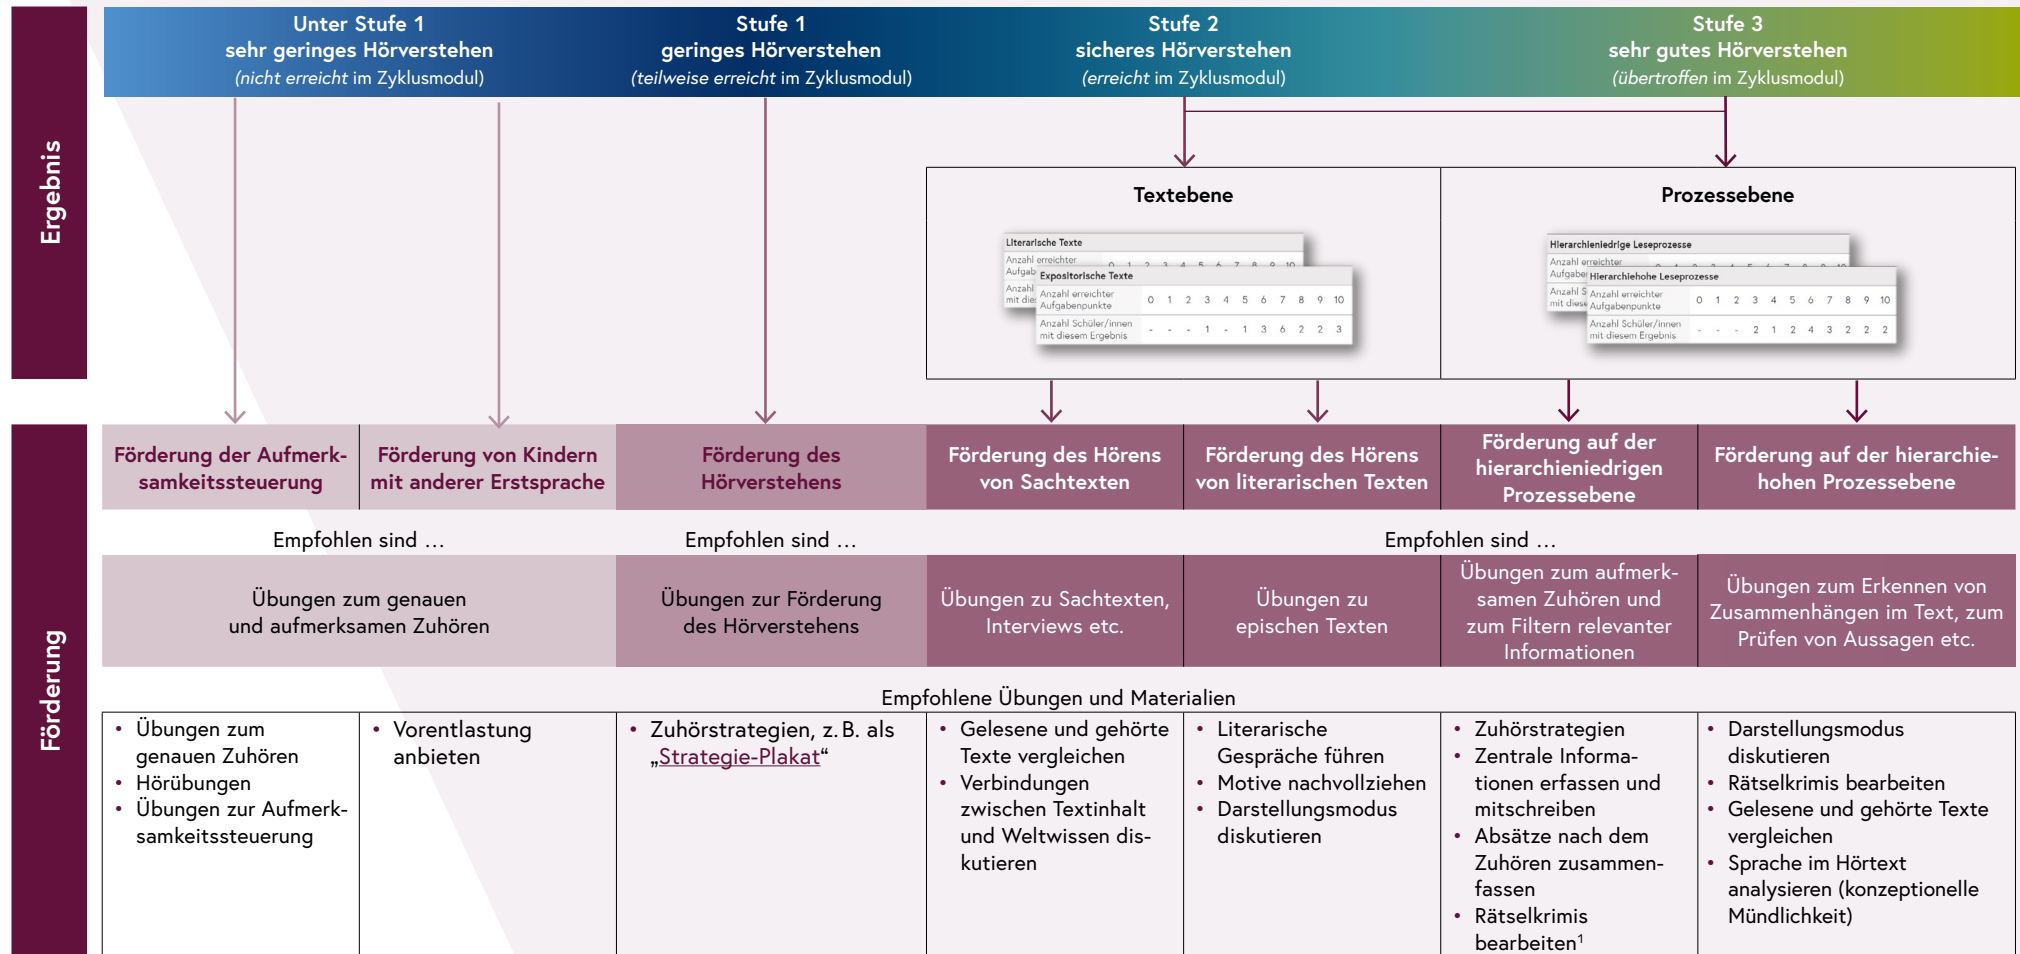 Unter Stufe 1
sehr geringes Hörverstehen
(nicht erreicht im Zyklusmodul)
Stufe 1
geringes Hörverstehen
(teilweise erreicht im Zyklusmodul)
Stufe 2
sicheres Hörverstehen
(erreicht im Zyklusmodul)
Stufe 3
sehr gutes Hörverstehen
(übertroffen im Zyklusmodul)
Ergebnis
Textebene
Literarische Texte
Anzahl erreichter
Expositorische Texte
Anzahl erreichter
Aufgabenpunkte
0 1 2 3 4 5 6 7 8 9 10
Anzahl Schüler/innen
mit diesem Ergebnis
- - - 1 - 1 3 6 2 2 3
Prozessebene
Hierarchieniedrige Leseprozesse
Anzahl erreichter
Hierarchiehohe Leseprozesse
Anzahl erreichter
Aufgabenpunkte
0 1 2 3 4 5 6 7 8 9 10
Anzahl Schüler/innen
mit diesem Ergebnis
- - - 2 1 2 4 3 2 2 2
Förderung
Förderung der Aufmerk-
samkeitssteuerung
Förderung von Kindern
mit anderer Erstsprache
Förderung des
Hörverstehens
Förderung des Hörens
von Sachtexten
Förderung des Hörens
von literarischen Texten
Förderung auf der
hierarchieniedrigen
Prozessebene
Förderung auf der hierarchie-
hohen Prozessebene
Empfohlen sind …
Empfohlen sind …
Empfohlen sind …
Übungen zum genauen
und aufmerksamen Zuhören
Übungen zur Förderung
des Hörverstehens
Übungen zu Sachtexten,
Interviews etc.
Übungen zu
epischen Texten
Übungen zum aufmerk-
samen Zuhören und
zum Filtern relevanter
Informationen
Übungen zum Erkennen von
Zusammenhängen im Text, zum
Prüfen von Aussagen etc.
Empfohlene Übungen und Materialien
• Übungen zum
genauen Zuhören
• Hörübungen
• Übungen zur Aufmerk-
samkeitssteuerung
• Vorentlastung
anbieten
• Zuhörstrategien, z. B. als
„Strategie-Plakat“
• Gelesene und gehörte
Texte vergleichen
• Verbindungen
zwischen Textinhalt
und Weltwissen dis-
kutieren
• Literarische
Gespräche führen
• Motive nachvollziehen
• Darstellungsmodus
diskutieren
• Zuhörstrategien
• Zentrale Informa-
tionen erfassen und
mitschreiben
• Absätze nach dem
Zuhören zusammen-
fassen
• Rätselkrimis
bearbeiten¹
• Darstellungsmodus
diskutieren
• Rätselkrimis bearbeiten
• Gelesene und gehörte Texte
vergleichen
• Sprache im Hörtext
analysieren (konzeptionelle
Mündlichkeit)